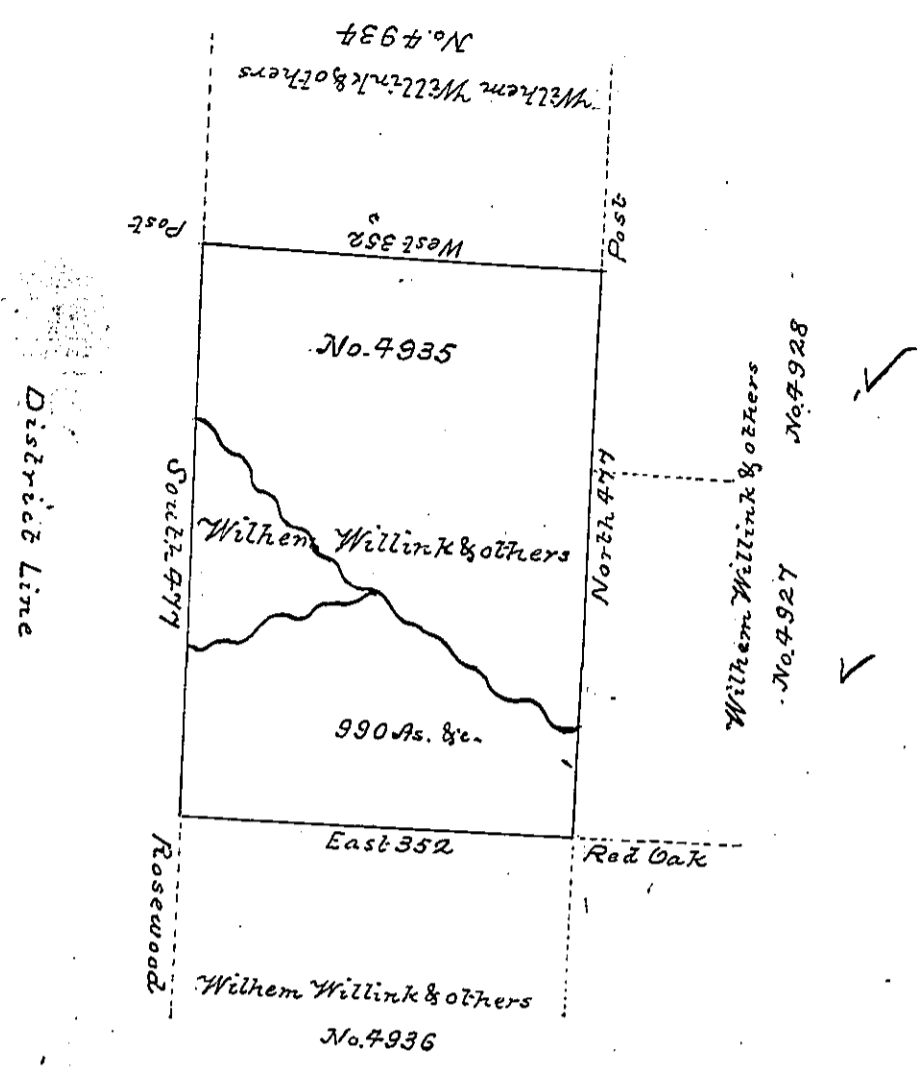 No. 4934
Wilhem Willink & others
Post
West 352
Post
No. 4935
Wilhem Willink & others
No. 4928
District Line
South 477
Wilhem Willink & others
North 477
No. 4927
990 As. &c.
East 352
Red Oak
Rosewood
Wilhem Willink & others
No. 4936